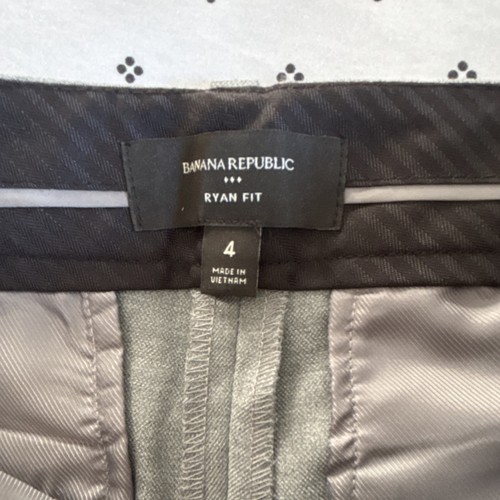 BANANA REPUBLIC
RYAN FIT
4
MADE IN
VIETNAM